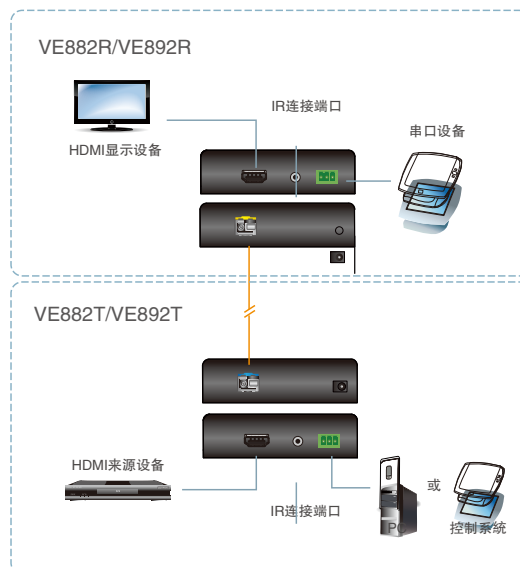 VE882R/VE892R
IR连接端口
串口设备
HDMI显示设备
VE882T/VE892T
HDMI来源设备
或
IR连接端口
PC
控制系統